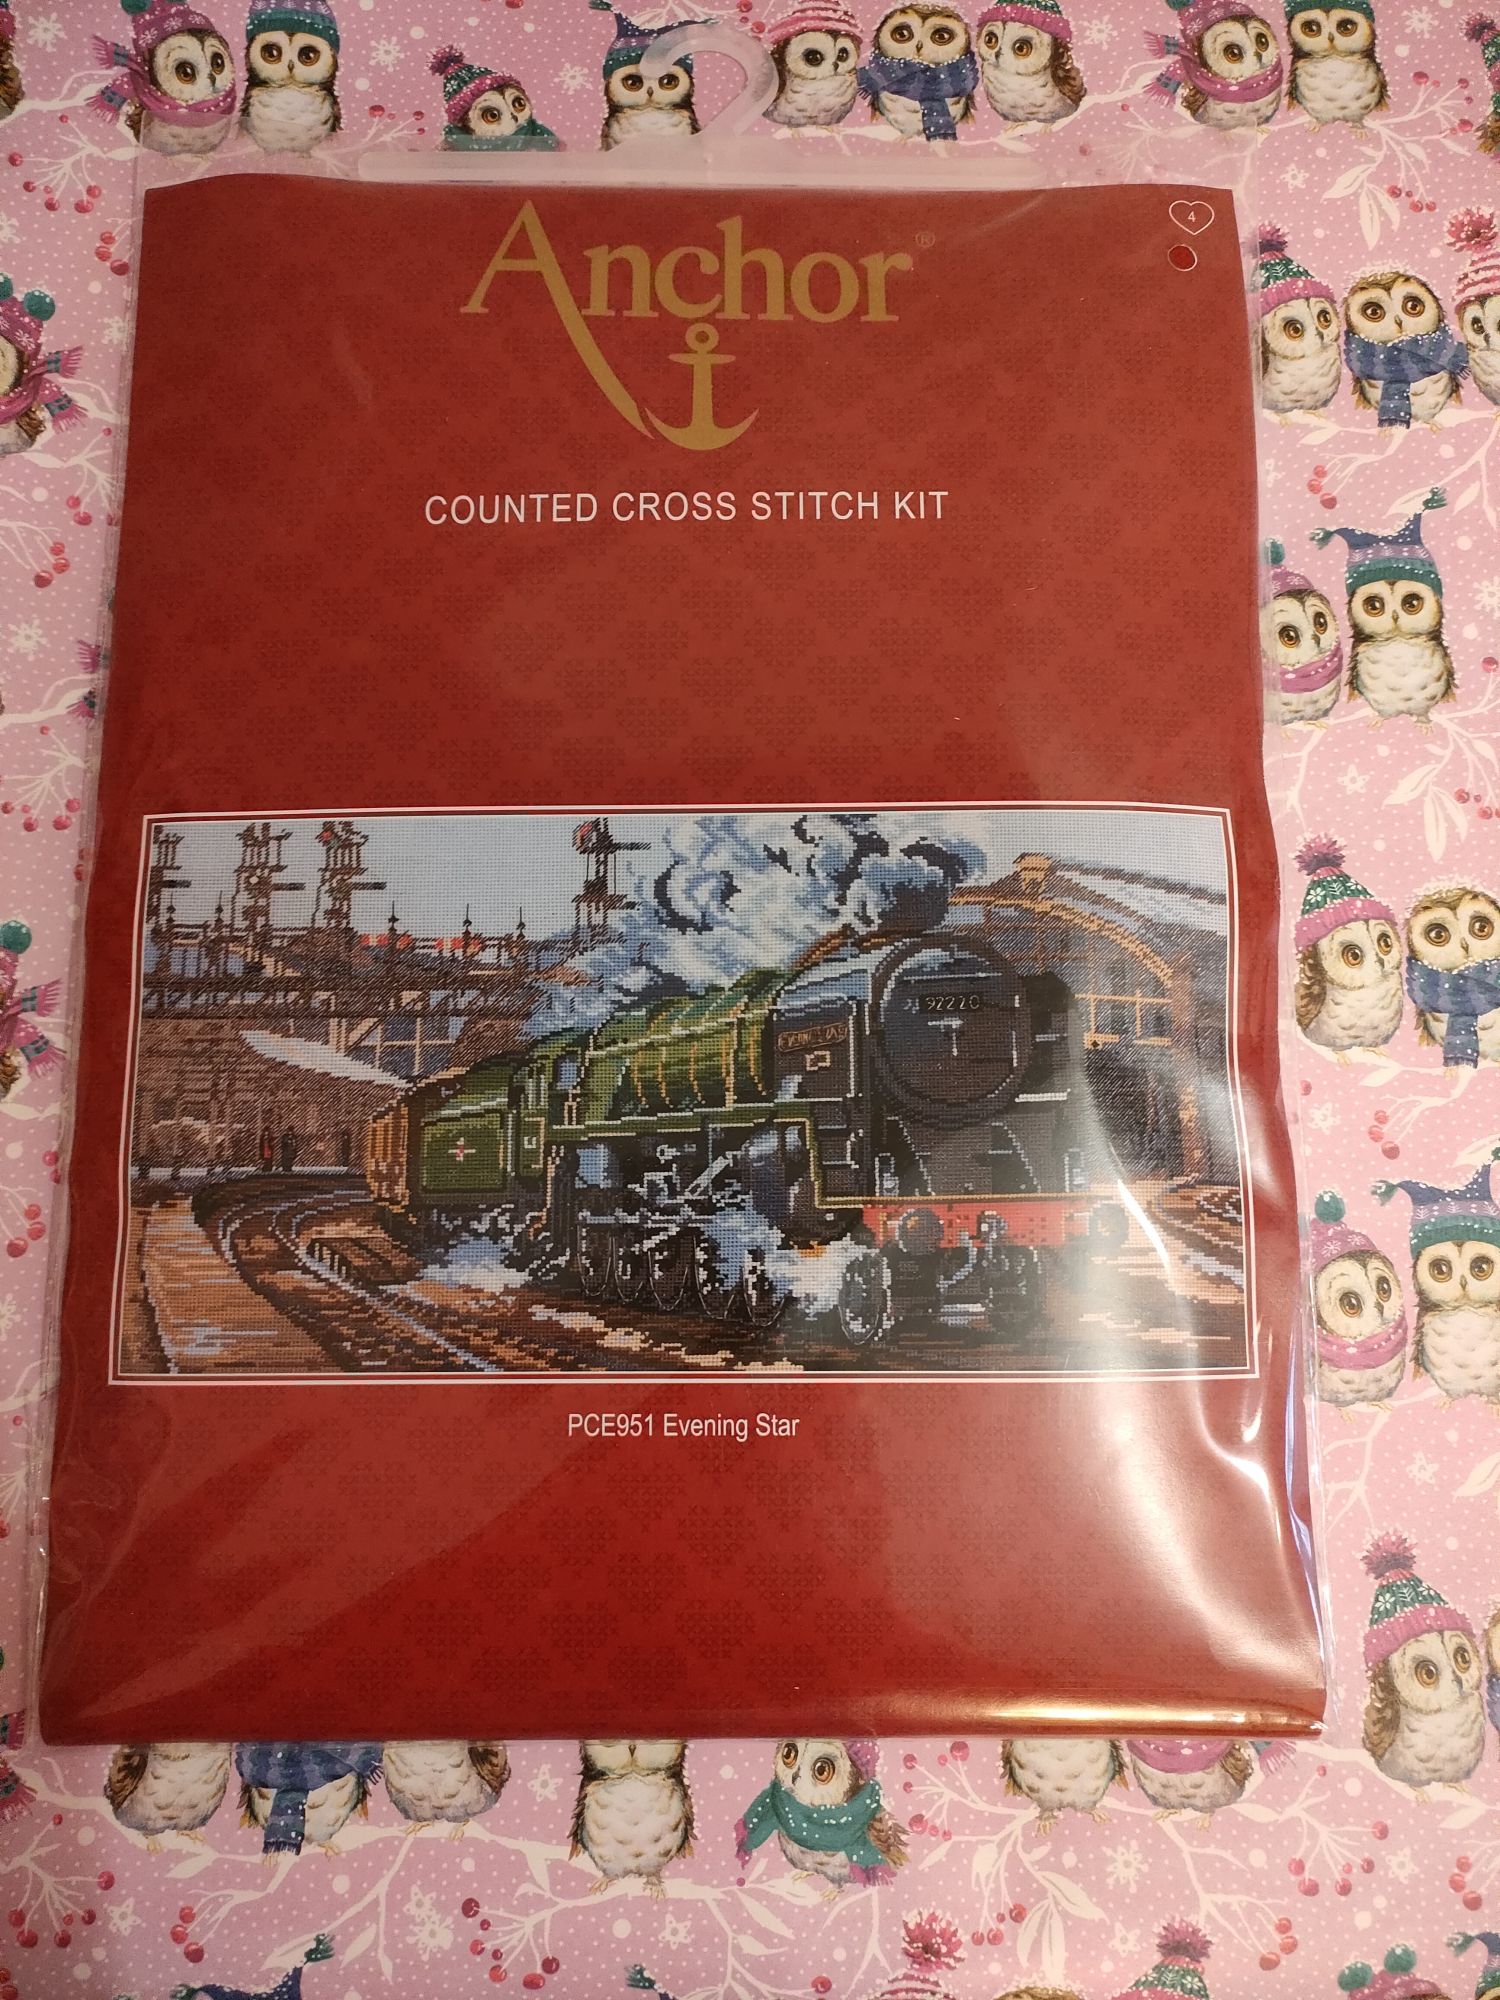 4
Anchor®
COUNTED CROSS STITCH KIT
92220
EVENING STAR
PCE951 Evening Star